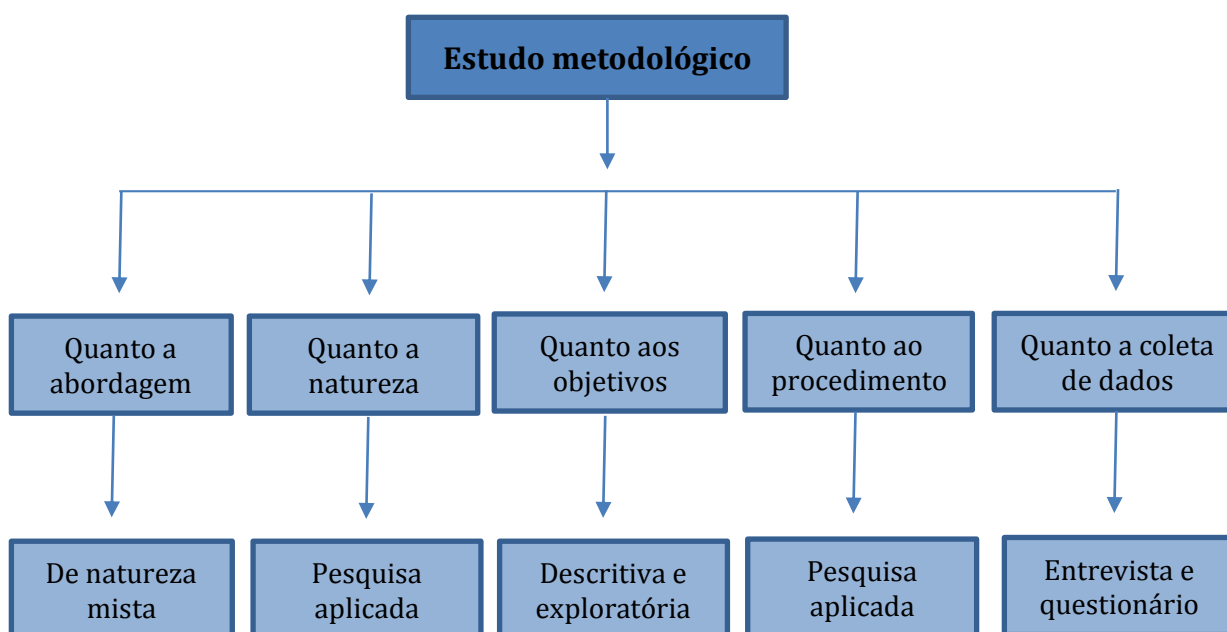 Estudo metodológico
Quanto a
abordagem
Quanto a
natureza
Quanto aos
objetivos
Quanto ao
procedimento
Quanto a coleta
de dados
De natureza
mista
Pesquisa
aplicada
Descritiva e
exploratória
Pesquisa
aplicada
Entrevista e
questionário